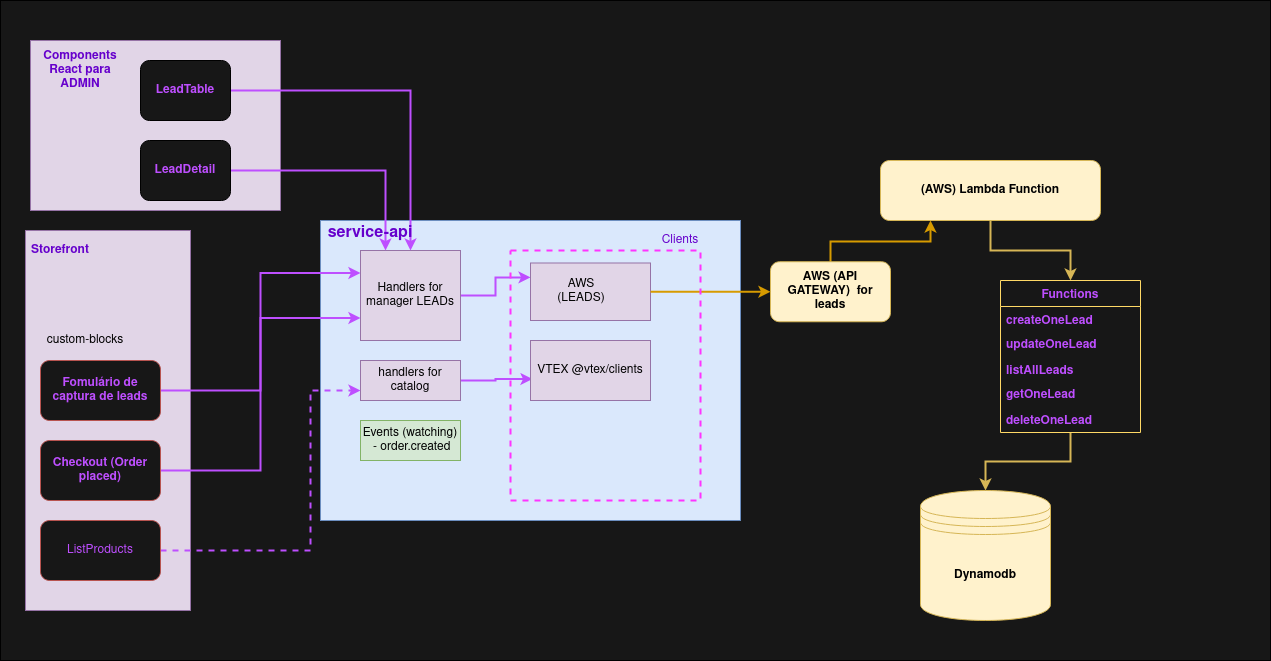 Components
React para
ADMIN
LeadTable
LeadDetail
Storefront
custom-blocks
Fomulário de
captura de leads
Checkout (Order
placed)
ListProducts
service-api
Handlers for
manager LEADs
handlers for
catalog
Events (watching)
- order.created
Clients
AWS
(LEADS)
VTEX @vtex/clients
AWS (API
GATEWAY) for
leads
(AWS) Lambda Function
Functions
createOneLead
updateOneLead
listAllLeads
getOneLead
deleteOneLead
Dynamodb